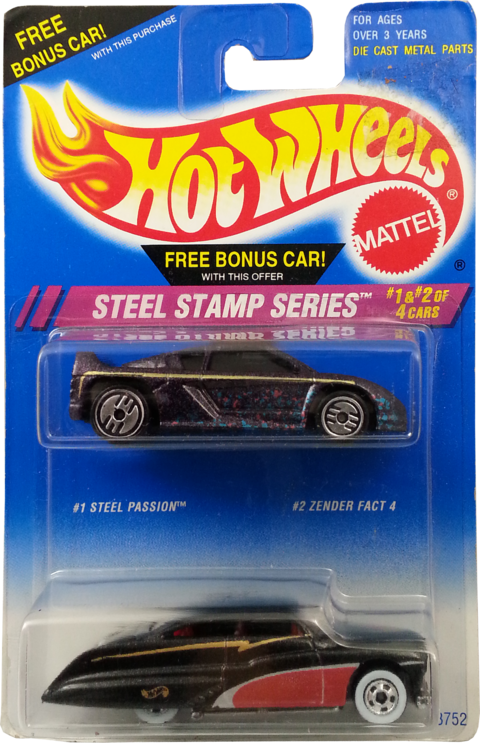 FREE
BONUS CAR!
WITH THIS PURCHASE
FOR AGES
OVER 3 YEARS
DIE CAST METAL PARTS
HOT WHEELS®
MATTEL
®
FREE BONUS CAR!
WITH THIS OFFER
STEEL STAMP SERIES™
#1 & #2 OF
4 CARS
#1 STEEL PASSION™
#2 ZENDER FACT 4
Hot Wheels
3752